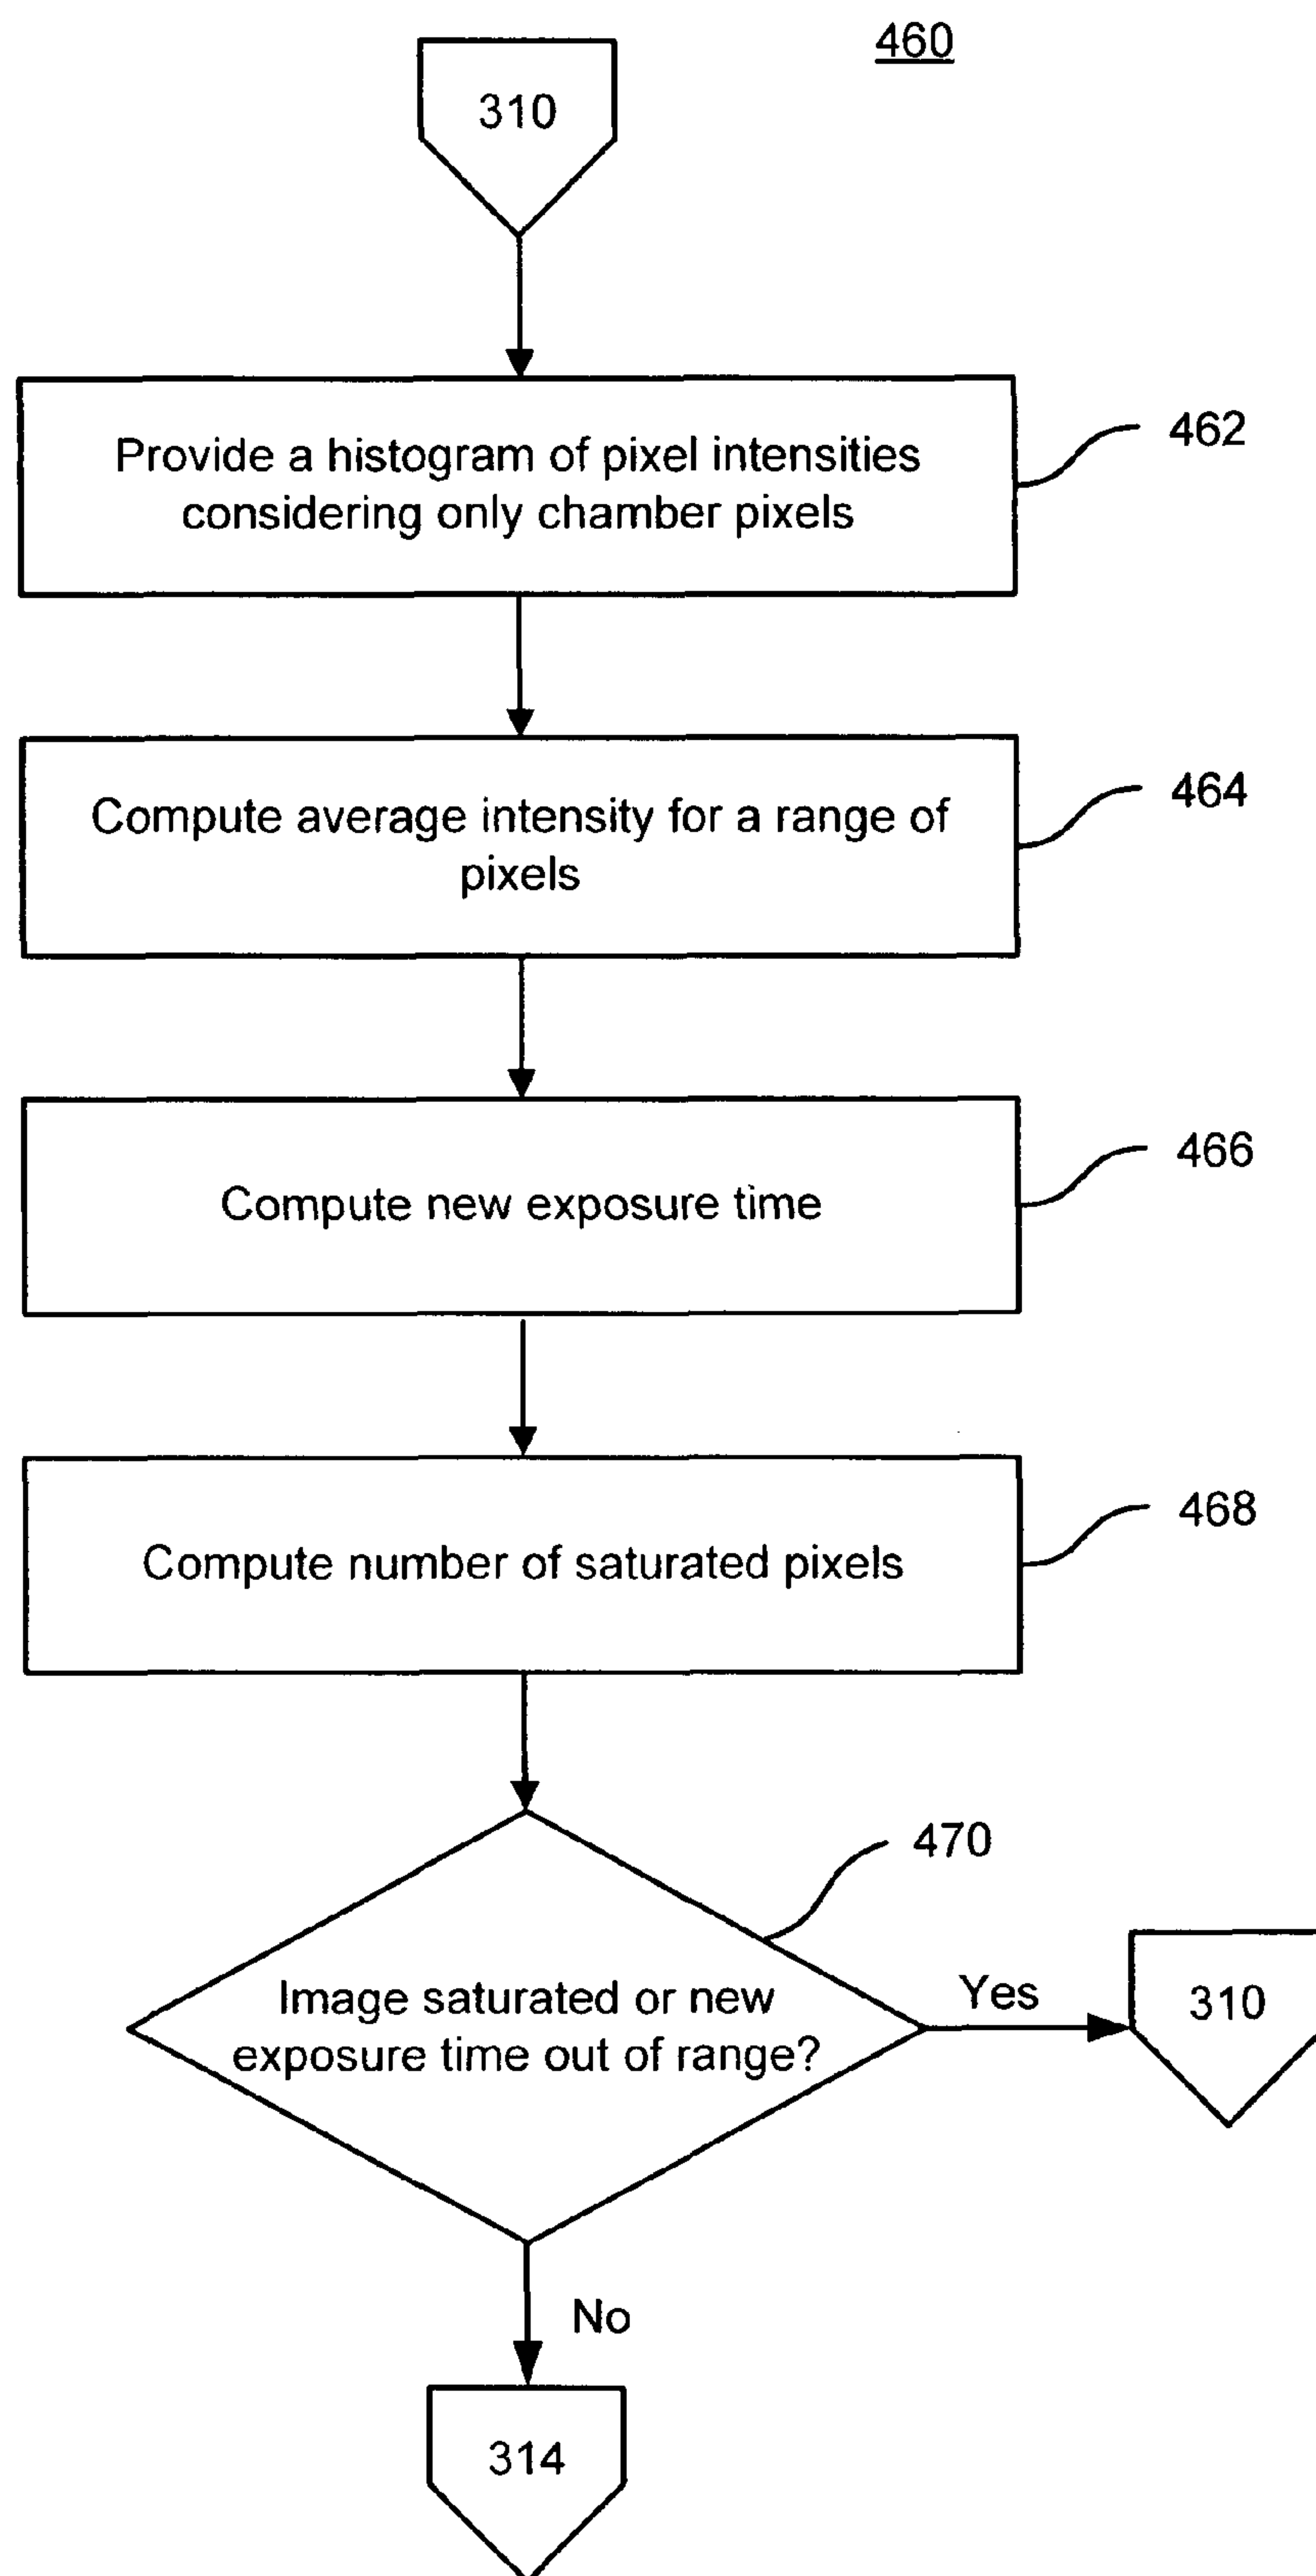 460
310
Provide a histogram of pixel intensities
considering only chamber pixels
462
Compute average intensity for a range of
pixels
464
Compute new exposure time
466
Compute number of saturated pixels
468
470
Image saturated or new
exposure time out of range?
Yes
310
No
314